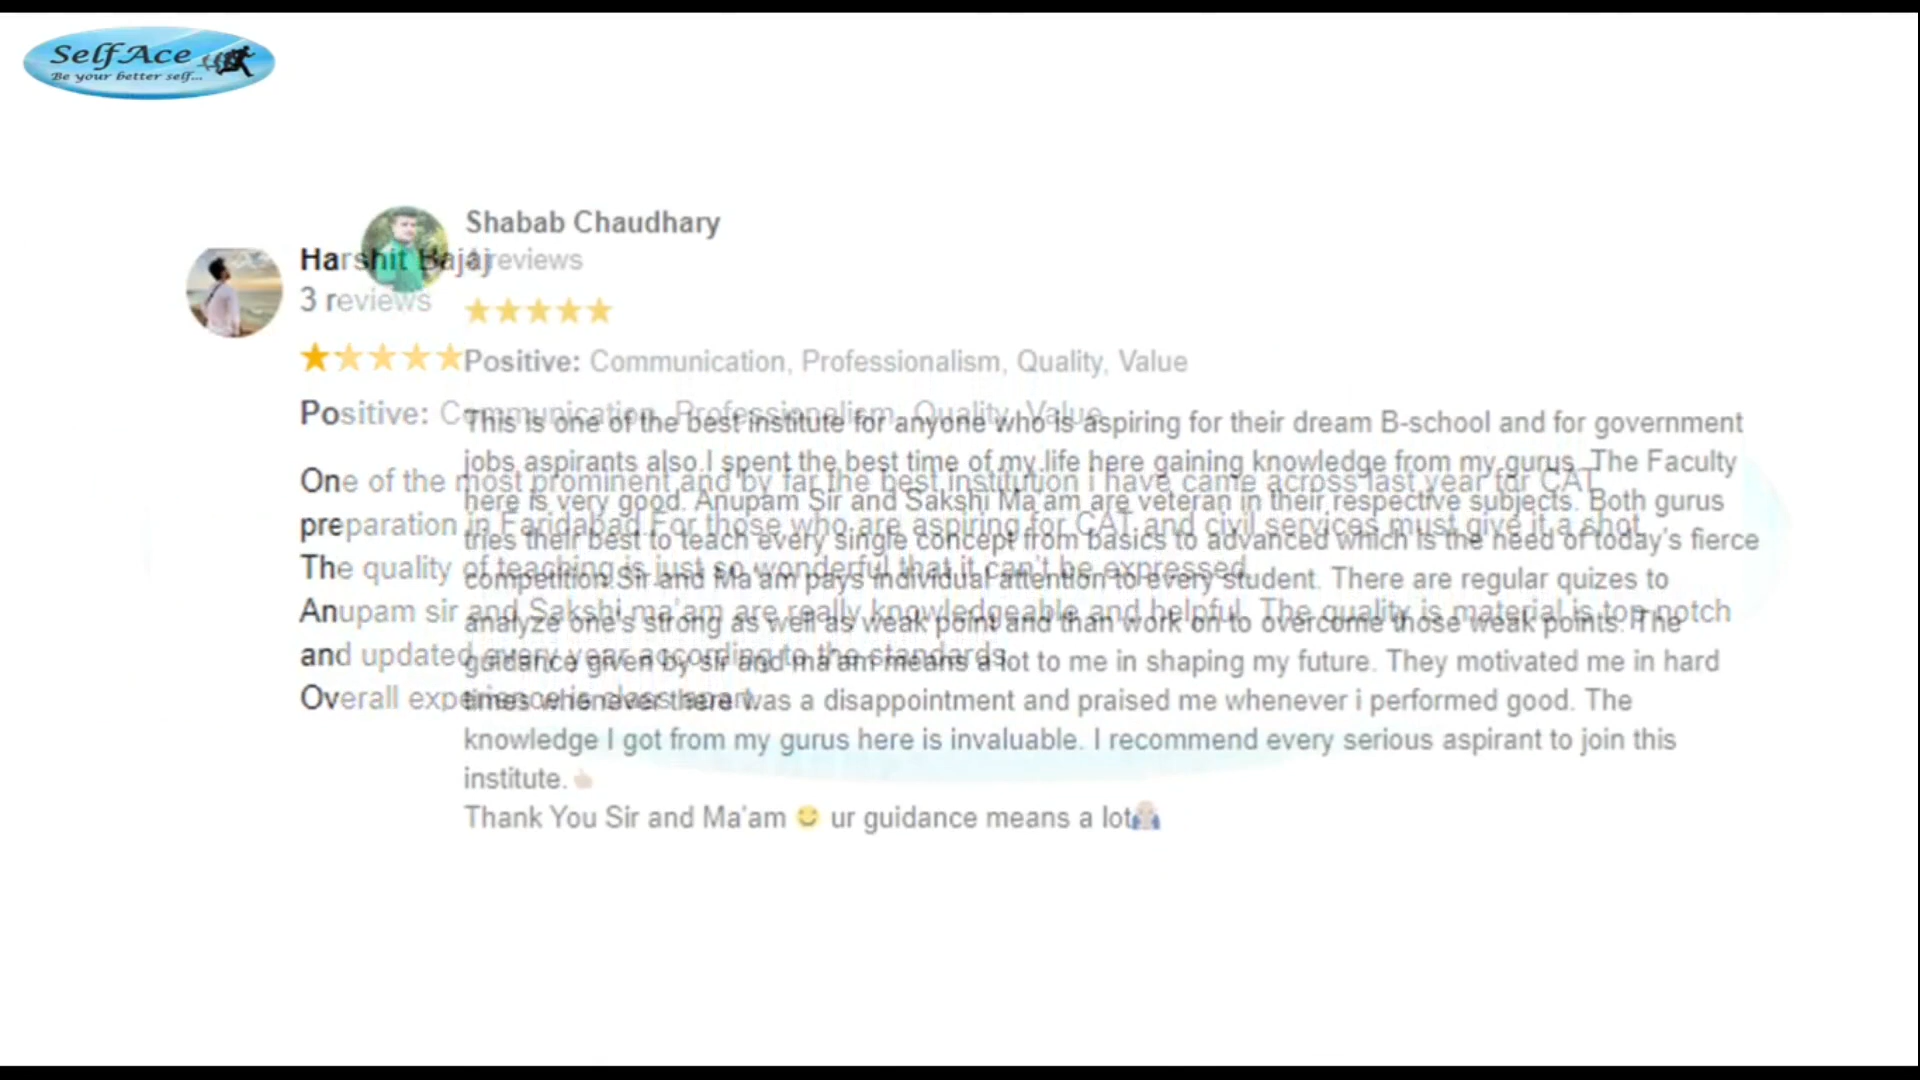 SelfAce
Be your better self...
Shabab Chaudhary
reviews
★★★★★
Positive: Communication, Professionalism, Quality, Value
This is one of the best institute for anyone who is aspiring for their dream B-school and for government
jobs aspirants also.I spent the best time of my life here gaining knowledge from my gurus. The Faculty
here is very good. Anupam Sir and Sakshi Ma'am are veteran in their respective subjects. Both gurus
tries their best to teach every single concept from basics to advanced which is the need of today's fierce
competition.Sir and Ma'am pays individual attention to every student. There are regular quizes to
analyze one's strong as well as weak point and than work on to overcome those weak points. The
guidance given by sir and ma'am means a lot to me in shaping my future. They motivated me in hard
times whenever there was a disappointment and praised me whenever i performed good. The
knowledge I got from my gurus here is invaluable. I recommend every serious aspirant to join this
institute.
Thank You Sir and Ma'am 😊 ur guidance means a lot
Harshit Bajaj
3 reviews
★★★★★
Positive: Communication, Professionalism, Quality, Value
One of the most prominent and by far the best institution i have came across last year for CAT
preparation in Faridabad.For those who are aspiring for CAT and civil services must give it a shot.
The quality of teaching is just so wonderful that it can't be expressed.
Anupam sir and Sakshi ma'am are really knowledgeable and helpful. The quality is material is top notch
and updated every year according to the standards.
Overall experience is class apart.